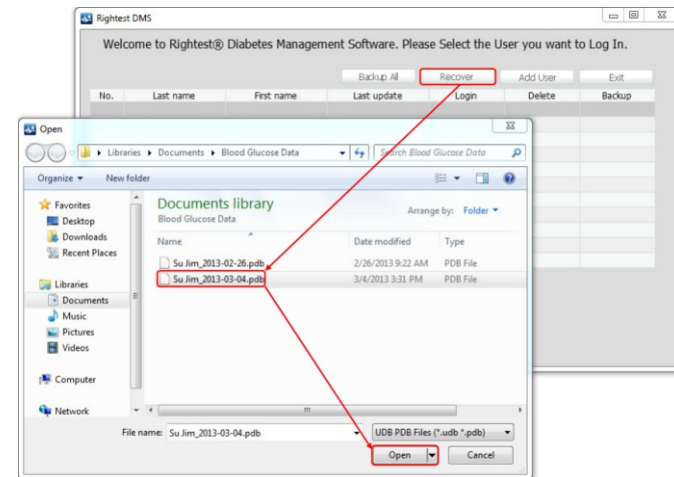 Rightest DMS
Welcome to Rightest® Diabetes Management Software. Please Select the User you want to Log In.
Backup All Recover Add User Exit
No. Last name First name Last update Login Delete Backup
Open
Libraries Documents Blood Glucose Data Search Blood Glucose Data
Organize New folder
Favorites
Desktop
Downloads
Recent Places
Libraries
Documents
Music
Pictures
Videos
Computer
Network
Documents library
Blood Glucose Data
Arrange by: Folder
Name Date modified Type
Su Jim_2013-02-26.pdb 2/26/2013 9:22 AM PDB File
Su Jim_2013-03-04.pdb 3/4/2013 3:31 PM PDB File
File name: Su Jim_2013-03-04.pdb UDB PDB Files (*.udb *.pdb)
Open Cancel